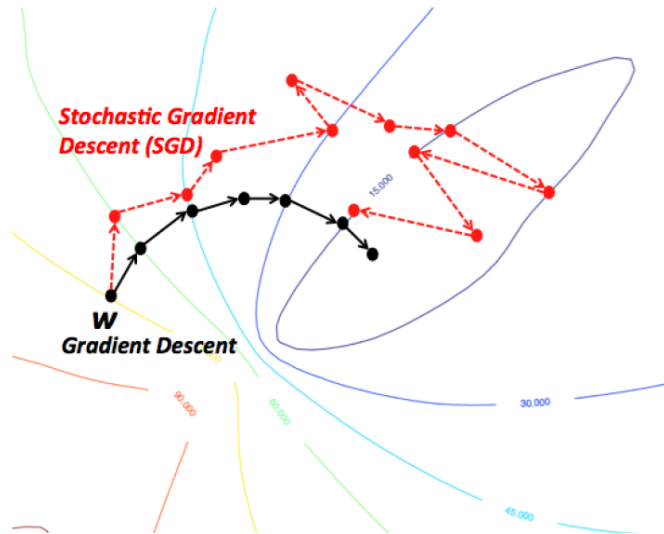 Stochastic Gradient
Descent (SGD)
15.000
W
Gradient Descent
90.000
60.000
30.000
45.000